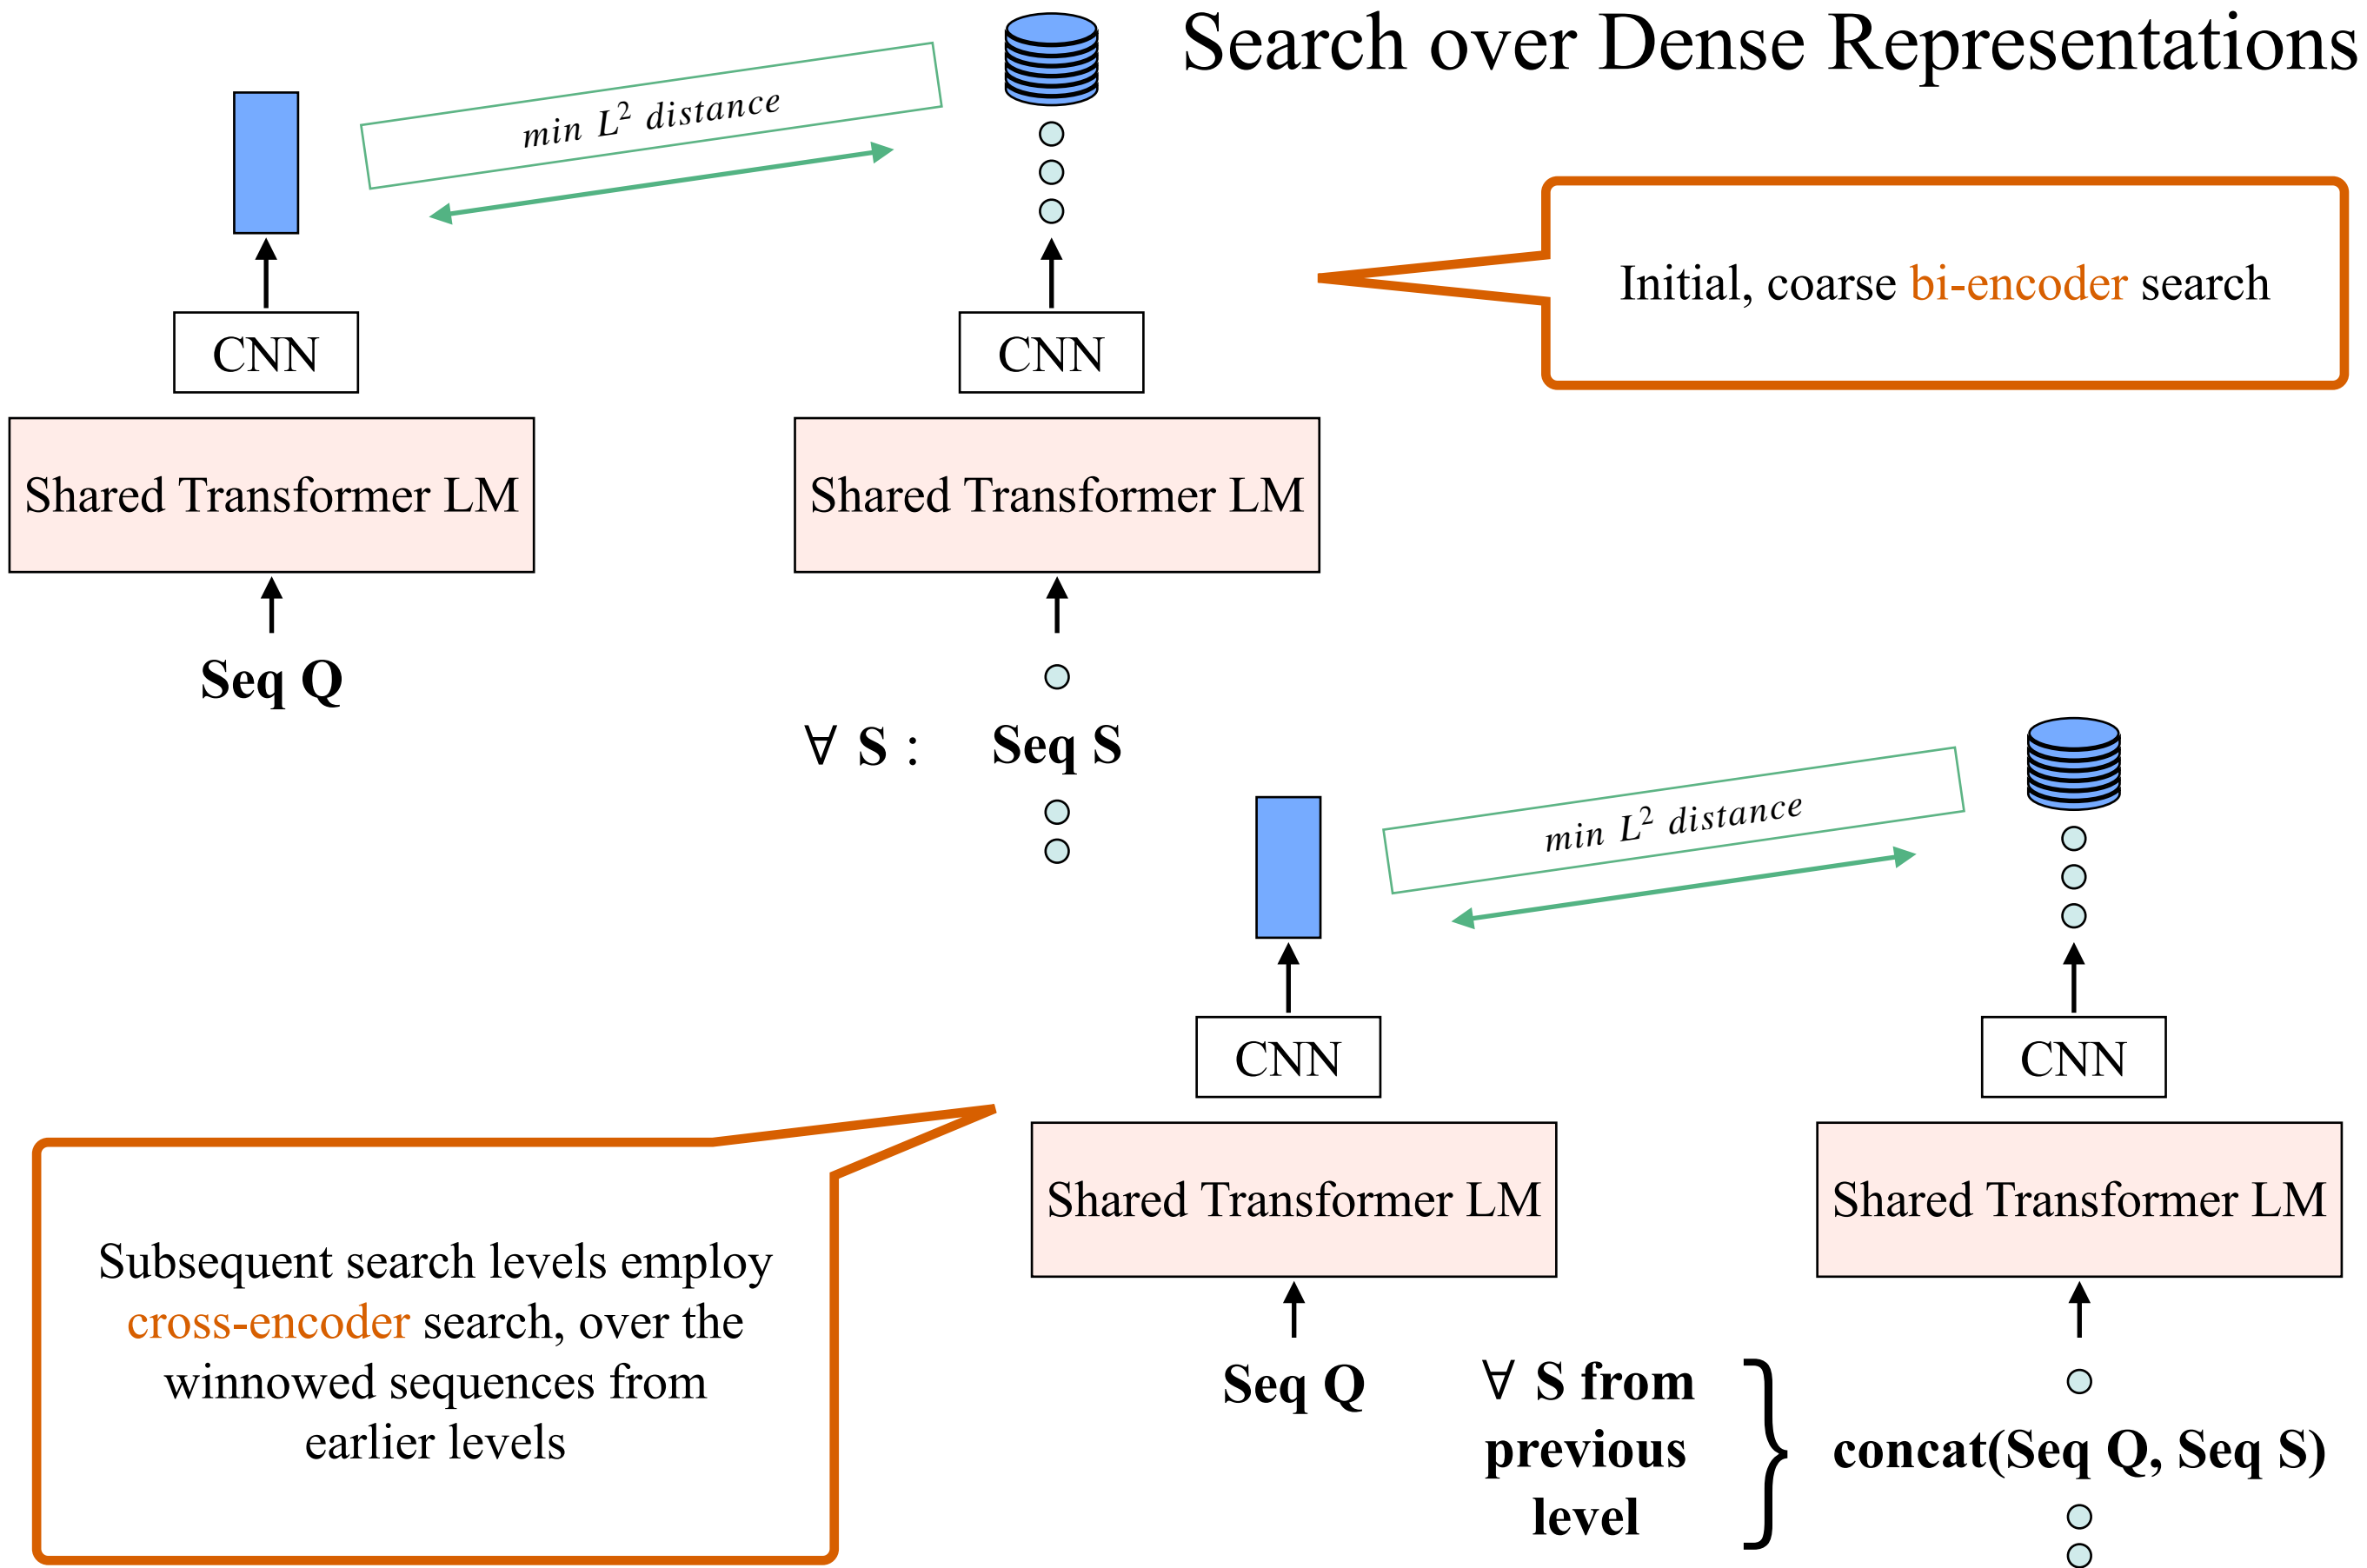 Search over Dense Representations
min L² distance
Initial, coarse bi-encoder search
CNN
CNN
Shared Transformer LM
Shared Transformer LM
Seq Q
∀ S :
Seq S
min L² distance
CNN
CNN
Shared Transformer LM
Shared Transformer LM
Subsequent search levels employ
cross-encoder search, over the
winnowed sequences from
earlier levels
Seq Q
∀ S from
previous
level
}
concat(Seq Q, Seq S)